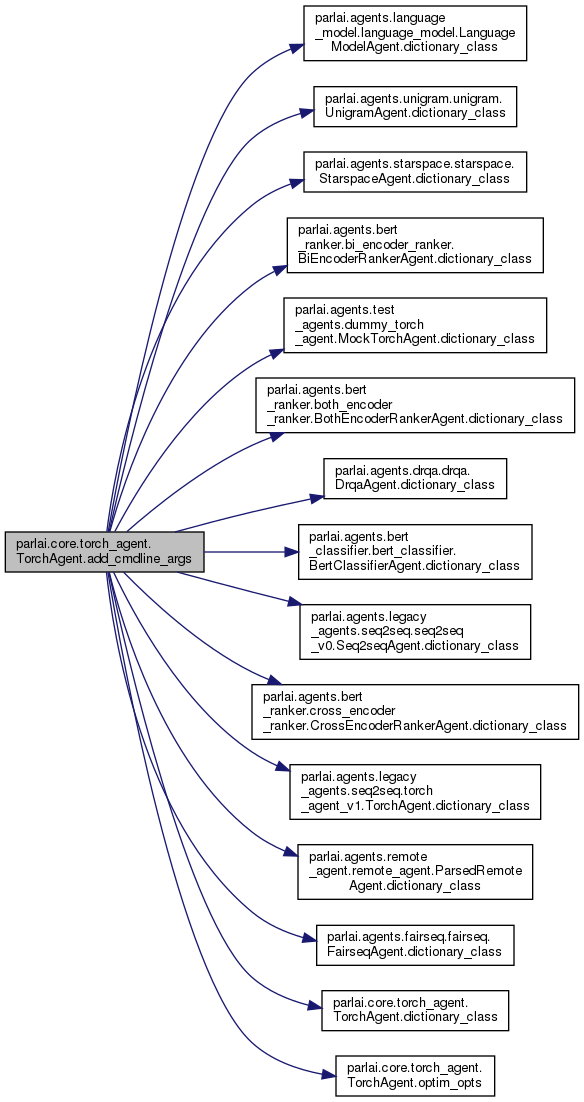 parlai.agents.language
_model.language_model.Language
ModelAgent.dictionary_class
parlai.agents.unigram.unigram.
UnigramAgent.dictionary_class
parlai.agents.starspace.starspace.
StarspaceAgent.dictionary_class
parlai.agents.bert
_ranker.bi_encoder_ranker.
BiEncoderRankerAgent.dictionary_class
parlai.agents.test
_agents.dummy_torch
_agent.MockTorchAgent.dictionary_class
parlai.agents.bert
_ranker.both_encoder
_ranker.BothEncoderRankerAgent.dictionary_class
parlai.agents.drqa.drqa.
DrqaAgent.dictionary_class
parlai.core.torch_agent.
TorchAgent.add_cmdline_args
parlai.agents.bert
_classifier.bert_classifier.
BertClassifierAgent.dictionary_class
parlai.agents.legacy
_agents.seq2seq.seq2seq
_v0.Seq2seqAgent.dictionary_class
parlai.agents.bert
_ranker.cross_encoder
_ranker.CrossEncoderRankerAgent.dictionary_class
parlai.agents.legacy
_agents.seq2seq.torch
_agent_v1.TorchAgent.dictionary_class
parlai.agents.remote
_agent.remote_agent.ParsedRemote
Agent.dictionary_class
parlai.agents.fairseq.fairseq.
FairseqAgent.dictionary_class
parlai.core.torch_agent.
TorchAgent.dictionary_class
parlai.core.torch_agent.
TorchAgent.optim_opts